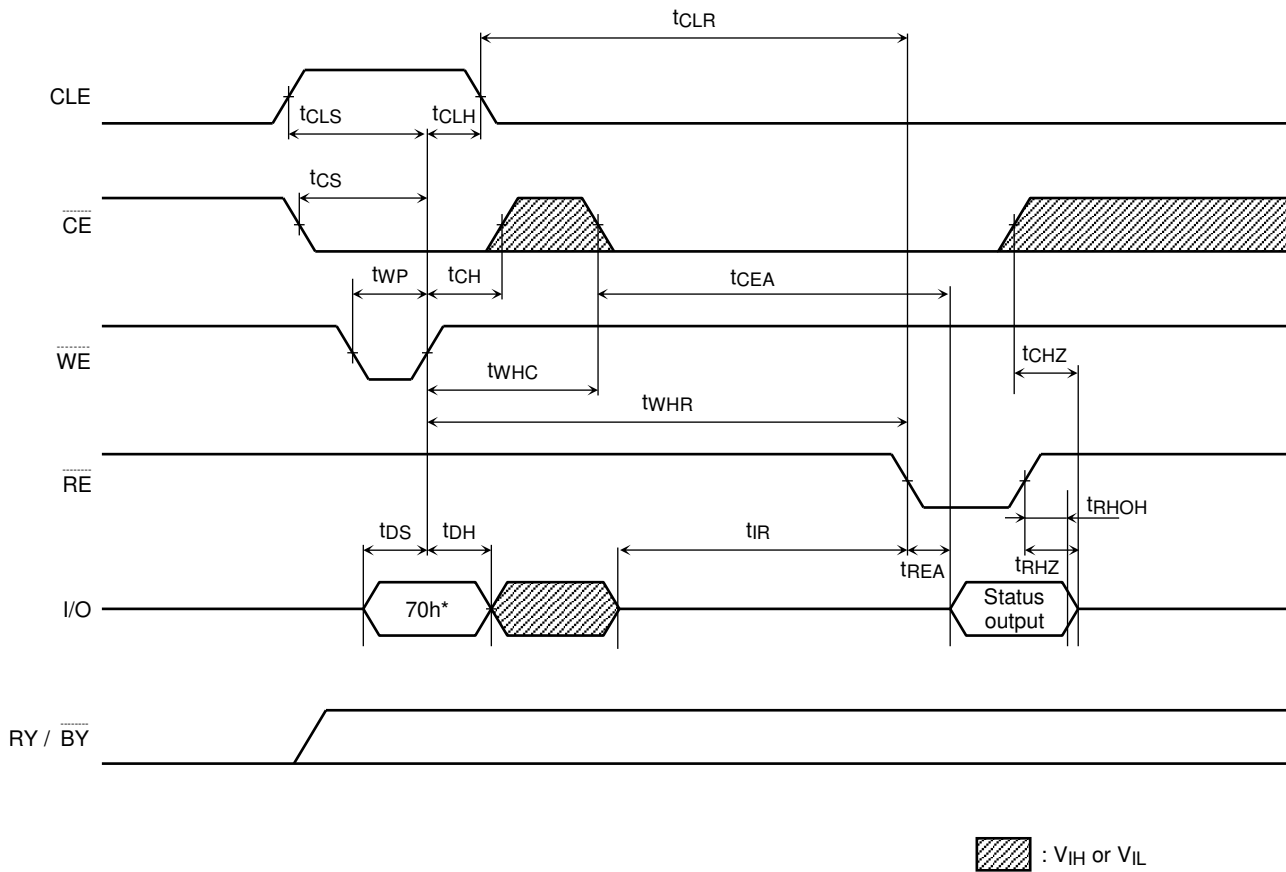 tCLR
CLE
tCLS
tCLH
tCS
CE
tWP
tCH
tCEA
WE
tWHC
tCHZ
tWHR
RE
tRHOH
tDS
tDH
tIR
tREA
tRHZ
I/O
70h*
Status
output
RY / BY
: VIH or VIL